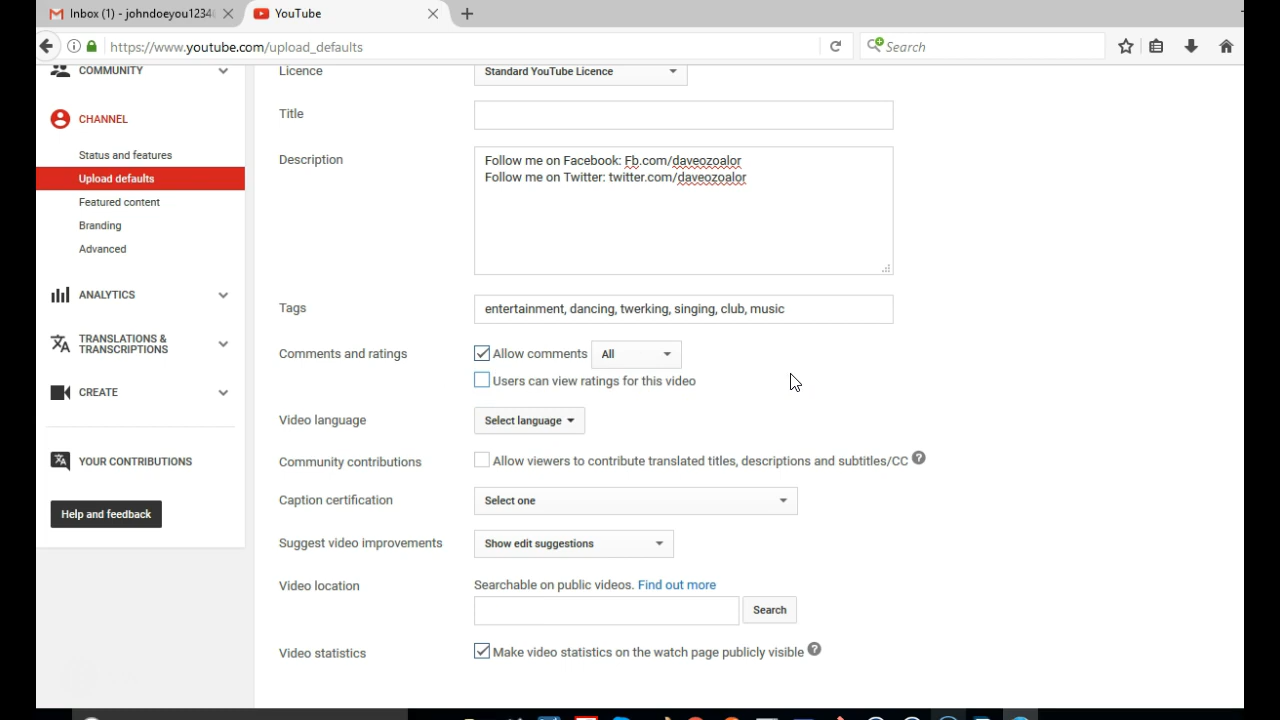 Inbox (1) - johndoeyou1234
YouTube
https://www.youtube.com/upload_defaults
Search
COMMUNITY
CHANNEL
Status and features
Upload defaults
Featured content
Branding
Advanced
ANALYTICS
TRANSLATIONS &
TRANSCRIPTIONS
CREATE
YOUR CONTRIBUTIONS
Help and feedback
Licence
Standard YouTube Licence
Title
Description
Follow me on Facebook: Fb.com/daveozoalor
Follow me on Twitter: twitter.com/daveozoalor
Tags
entertainment, dancing, twerking, singing, club, music
Comments and ratings
Allow comments
All
Users can view ratings for this video
Video language
Select language
Community contributions
Allow viewers to contribute translated titles, descriptions and subtitles/CC
Caption certification
Select one
Suggest video improvements
Show edit suggestions
Video location
Searchable on public videos. Find out more
Search
Video statistics
Make video statistics on the watch page publicly visible